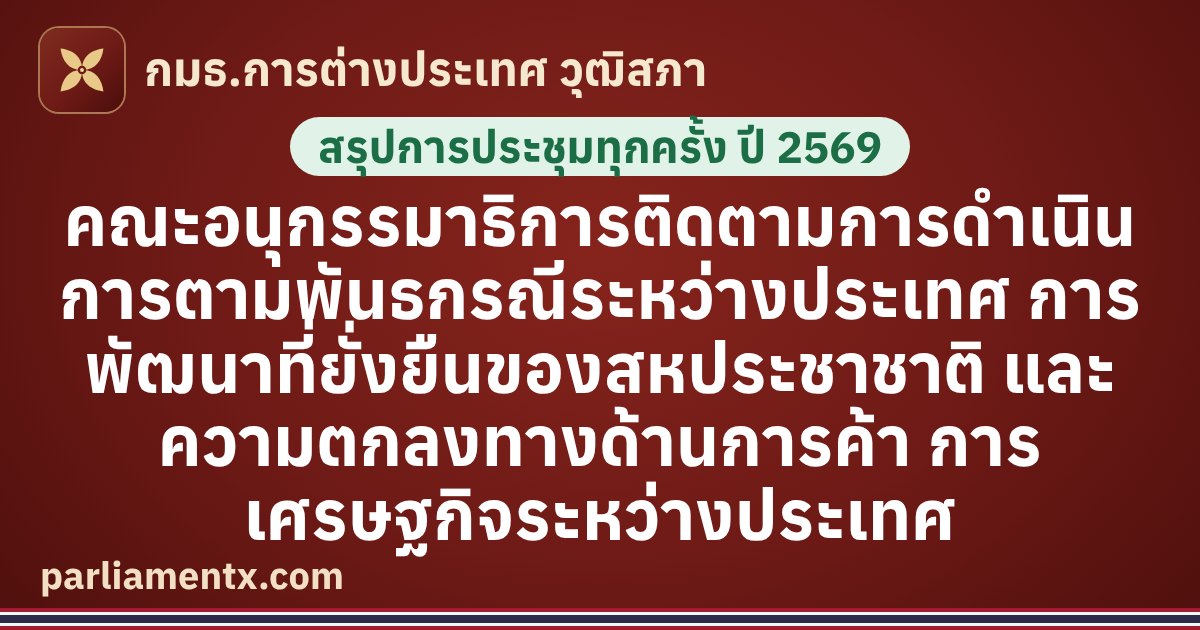 กมธ.การต่างประเทศ วุฒิสภา
สรุปการประชุมทุกครั้ง ปี 2569
คณะอนุกรรมาธิการติดตามการดำเนิน
การตามพันธกรณีระหว่างประเทศ การ
พัฒนาที่ยั่งยืนของสหประชาชาติ และ
ความตกลงทางด้านการค้า การ
เศรษฐกิจระหว่างประเทศ
parliamentx.com